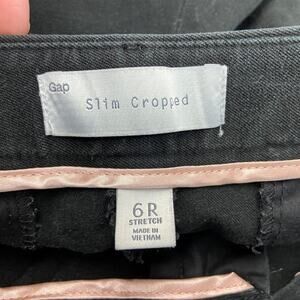 Gap
Slim Cropped
6R
STRETCH
MADE IN
VIETNAM